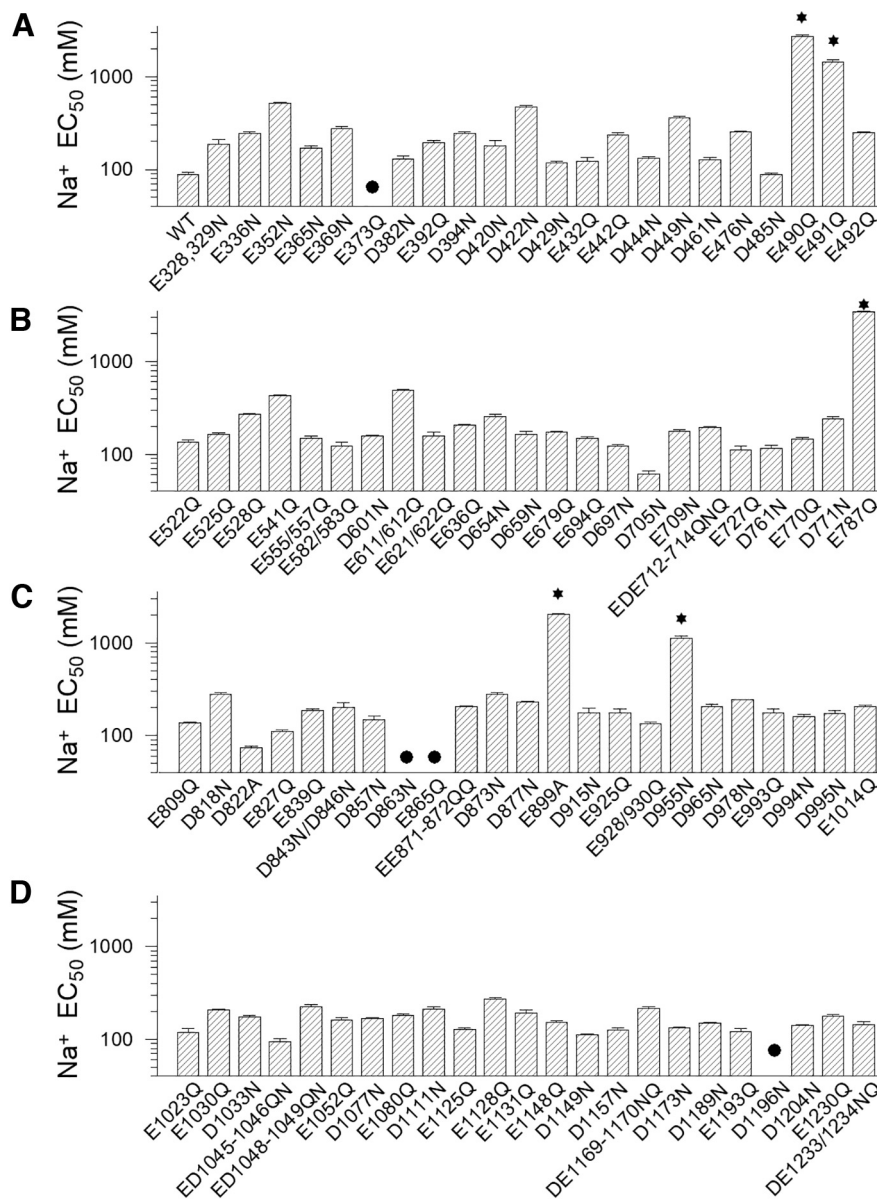 A
Na⁺ EC₅₀ (mM)
1000
100
WT
E328,329N
E336N
E352N
E365N
E369N
E373Q
D382N
E392Q
D394N
D420N
D422N
D429N
E432Q
E442Q
D444N
D449N
D461N
E476N
D485N
E490Q
E491Q
E492Q
B
Na⁺ EC₅₀ (mM)
1000
100
E522Q
E525Q
E528Q
E541Q
E555/557Q
E582/583Q
D601N
E611/612Q
E621/622Q
E636Q
D654N
D659N
E679Q
E694Q
D697N
D705N
E709N
EDE712-714QNQ
E727Q
D761N
E770Q
D771N
E787Q
C
Na⁺ EC₅₀ (mM)
1000
100
E809Q
D818N
D822A
E827Q
E839Q
D843N/D846N
D857N
D863N
E865Q
EE871-872QQ
D873N
D877N
E899A
D915N
E925Q
E928/930Q
D955N
D965N
D978N
E993Q
D994N
D995N
E1014Q
D
Na⁺ EC₅₀ (mM)
1000
100
E1023Q
E1030Q
D1033N
ED1045-1046QN
ED1048-1049QN
E1052Q
D1077N
E1080Q
D1111N
E1125Q
E1128Q
E1131Q
E1148Q
D1149N
D1157N
DE1169-1170NQ
D1173N
D1189N
E1193Q
D1196N
D1204N
E1230Q
DE1233/1234NQ